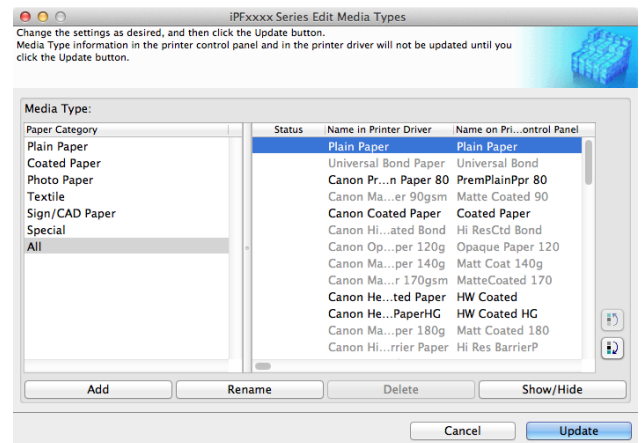 iPFxxxx Series Edit Media Types
Change the settings as desired, and then click the Update button.
Media Type information in the printer control panel and in the printer driver will not be updated until you
click the Update button.
Media Type:
Paper Category
Plain Paper
Coated Paper
Photo Paper
Textile
Sign/CAD Paper
Special
All
Status Name in Printer Driver Name on Pri...ontrol Panel
Plain Paper Plain Paper
Universal Bond Paper Universal Bond
Canon Pr...n Paper 80 PremPlainPpr 80
Canon Ma...er 90gsm Matte Coated 90
Canon Coated Paper Coated Paper
Canon Hi...ated Bond Hi ResCtd Bond
Canon Op...per 120g Opaque Paper 120
Canon Ma...per 140g Matt Coat 140g
Canon Ma...r 170gsm MatteCoated 170
Canon He...ted Paper HW Coated
Canon He...PaperHG HW Coated HG
Canon Ma...per 180g Matt Coated 180
Canon Hi...rrier Paper Hi Res BarrierP
Add Rename Delete Show/Hide
Cancel Update